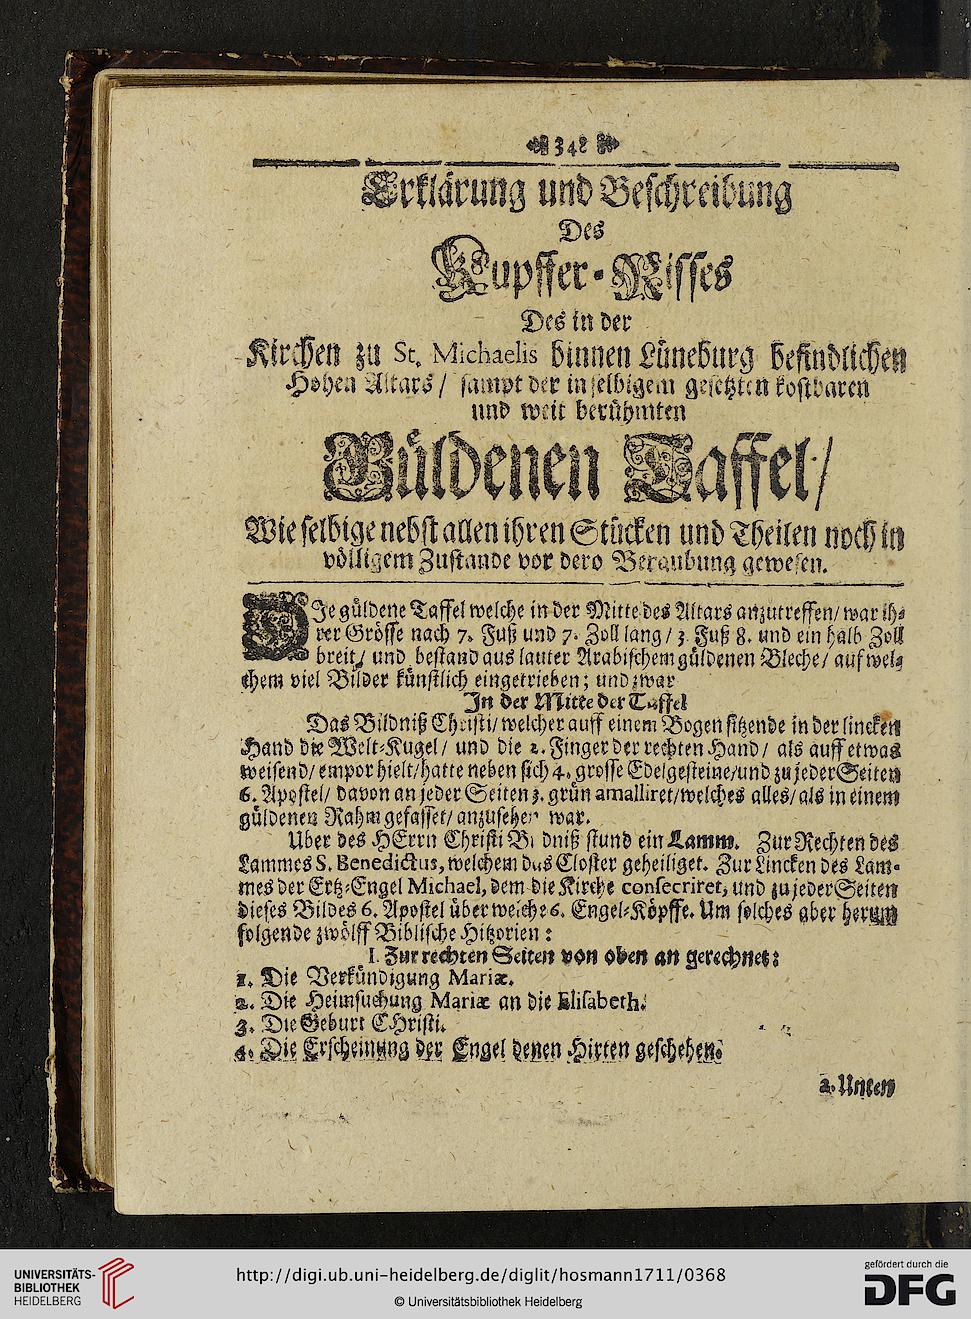 348
Erklärung und Beschreibung
Des
Kupffer-Risses
Des in der
Kirchen zu St. Michaelis binnen Lüneburg befindlichen
Hohen Altars / sampt der in selbigem gesetzten kostbaren
und weit berühmten
Güldenen Taffel /
Wie selbige nebst allen ihren Stücken und Theilen noch in
völligem Zustande vor dero Beraubung gewesen.
DIe güldene Taffel welche in der Mitte des Altars anzutreffen / war ih-
rer Grösse nach 7. Fuß und 7. Zoll lang / 3. Fuß 8. und ein halb Zoll
breit / und bestand aus lauter Arabischem güldenen Bleche / auf wel-
chem viel Bilder künstlich eingetrieben; und zwar
In der Mitte der Taffel
Das Bildniß Christi / welcher auff einem Bogen sitzende in der lincken
Hand die Welt-Kugel / und die 2. Finger der rechten Hand / als auff etwas
weisend / empor hielt / hatte neben sich 4. grosse Edelgesteine / und zu jeder Seiten
6. Apostel / davon an jeder Seiten 3. grün amalliret / welches alles / als in einem
güldenen Rahm gefasset / anzusehen war.
Uber des HErrn Christi Bildniß stund ein Lamm. Zur Rechten des
Lammes S. Benedictus, welchem das Closter geheiliget. Zur Lincken des Lam-
mes der Ertz-Engel Michael, dem die Kirche consecriret, und zu jeder Seiten
dieses Bildes 6. Apostel über welche 6. Engel-Köpffe. Um solches aber herum
folgende zwölff Biblische Hitzorien:
I. Zur rechten Seiten von oben an gerechnet:
1. Die Verkündigung Mariæ.
2. Die Heimsuchung Mariæ an die Elisabeth.
3. Die Geburt CHristi.
4. Die Erscheinung der Engel denen Hirten geschehen.
2. Unten
UNIVERSITÄTS-
BIBLIOTHEK
HEIDELBERG
http://digi.ub.uni-heidelberg.de/diglit/hosmann1711/0368
© Universitätsbibliothek Heidelberg
gefördert durch die
DFG